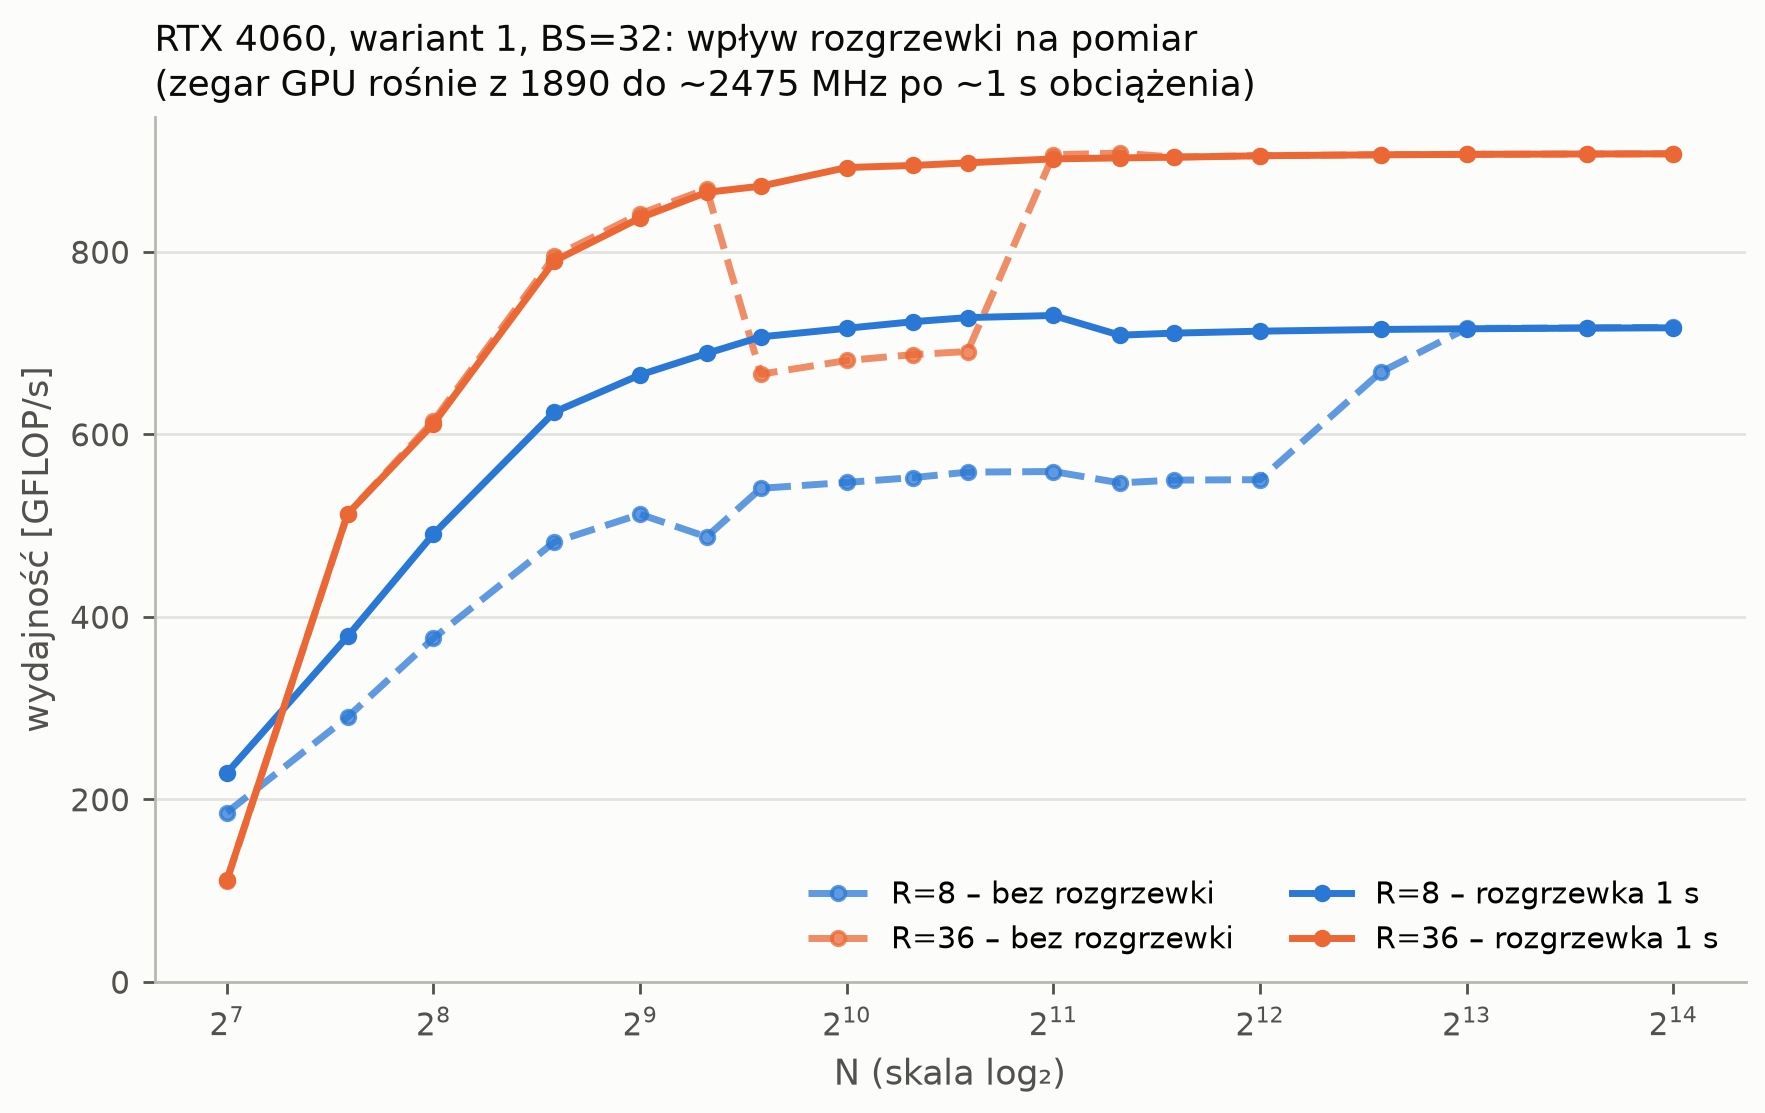 RTX 4060, wariant 1, BS=32: wpływ rozgrzewki na pomiar
(zegar GPU rośnie z 1890 do ~2475 MHz po ~1 s obciążenia)
wydajność [GFLOP/s]
800
600
400
200
0
2⁷ 2⁸ 2⁹ 2¹⁰ 2¹¹ 2¹² 2¹³ 2¹⁴
N (skala log₂)
R=8 – bez rozgrzewki
R=36 – bez rozgrzewki
R=8 – rozgrzewka 1 s
R=36 – rozgrzewka 1 s